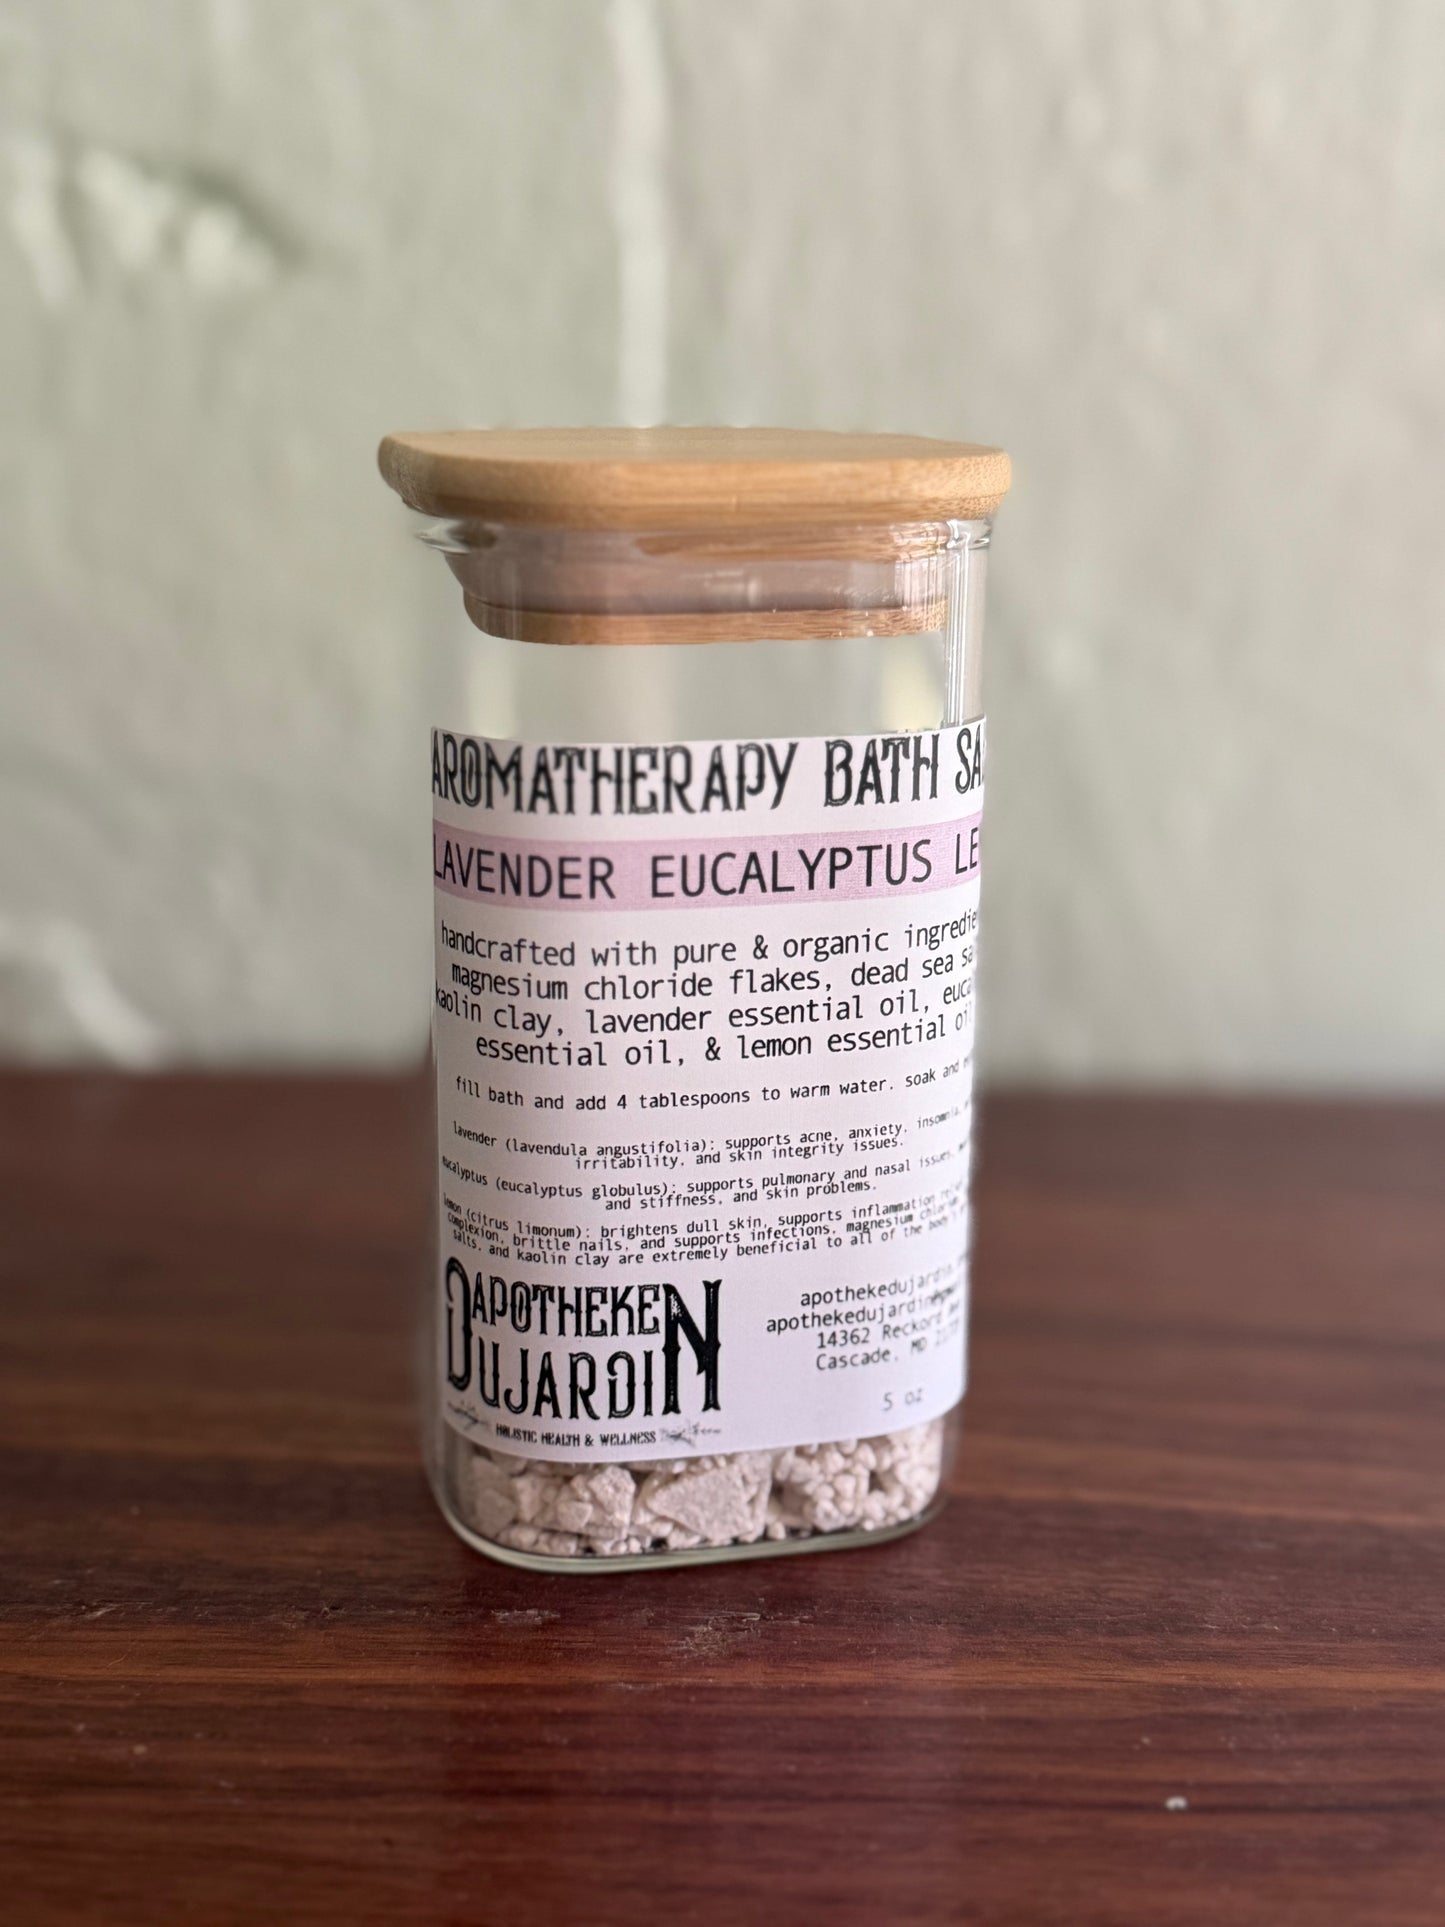 AROMATHERAPY BATH SA
LAVENDER EUCALYPTUS LE
handcrafted with pure & organic ingredie
magnesium chloride flakes, dead sea sa
kaolin clay, lavender essential oil, euca
essential oil, & lemon essential oi
fill bath and add 4 tablespoons to warm water. soak and
lavender (lavendula angustifolia): supports acne, anxiety, insomnia,
irritability, and skin integrity issues.
eucalyptus (eucalyptus globulus): supports pulmonary and nasal issues,
and stiffness, and skin problems.
lemon (citrus limonum): brightens dull skin, supports inflammation
complexion, brittle nails, and supports infections. magnesium
salts, and kaolin clay are extremely beneficial to all of the body's
APOTHEKEN
DUJARDIN
HOLISTIC HEALTH & WELLNESS
apothekedujardin.
apothekedujardin
14362 Reckord
Cascade, MD
5 oz